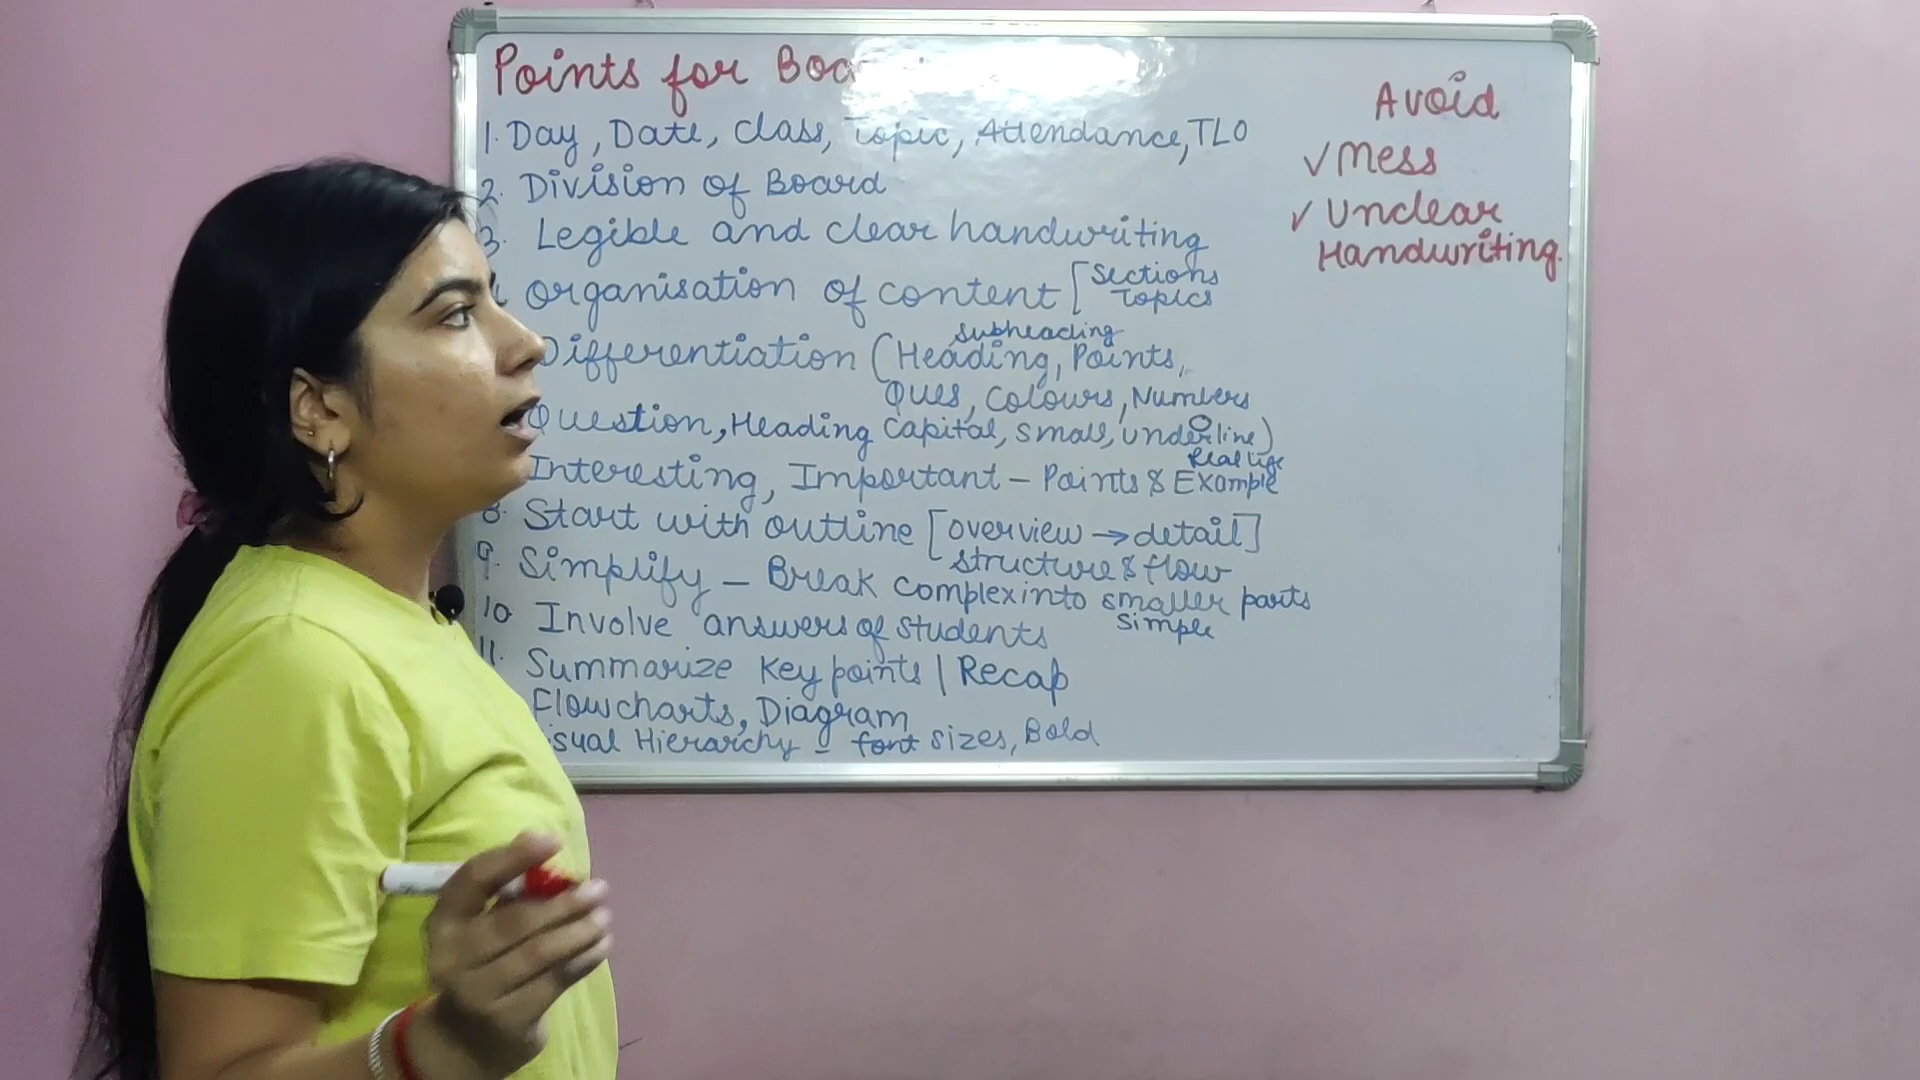 Points for Boa
1. Day, Date, Class, Topic, Attendance, TLO
2. Division of Board
3. Legible and clear handwriting
organisation of content [ Sections
Topics
subheading
Differentiation (Heading, Points,
Ques, Colours, Numbers
Question, Heading Capital, small, underline)
Real life
Interesting, Important - Points & Example
8. Start with outline [overview → detail]
structure & flow
9. Simplify - Break complex into smaller parts
simple
10 Involve answers of students
11. Summarize key points | Recap
Flowcharts, Diagram
isual Hierarchy - font sizes, Bold
Avoid
✓ Mess
✓ Unclear
Handwriting.